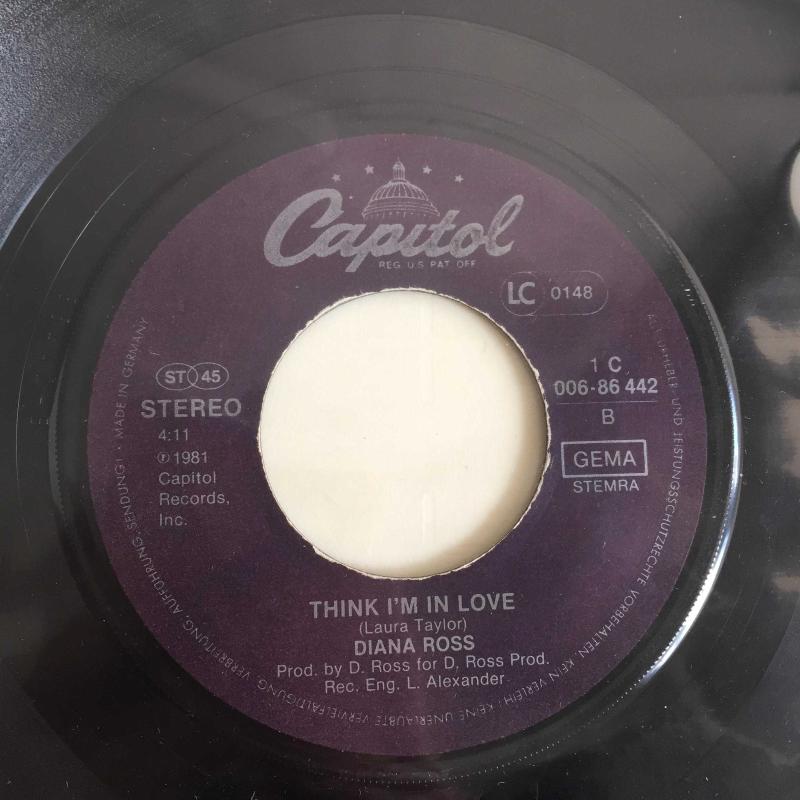 Capitol
REG. U.S. PAT. OFF.
LC 0148
ST 45
STEREO
4:11
℗ 1981
Capitol
Records,
Inc.
1 C
006-86 442
B
GEMA
STEMRA
THINK I'M IN LOVE
(Laura Taylor)
DIANA ROSS
Prod. by D. Ross for D. Ross Prod.
Rec. Eng. L. Alexander
ALLE URHEBER- UND LEISTUNGSSCHUTZRECHTE VORBEHALTEN. KEIN VERLEIH! KEINE UNERLAUBTE VERVIELFÄLTIGUNG, VERBREITUNG, AUFFÜHRUNG, SENDUNG! • MADE IN GERMANY